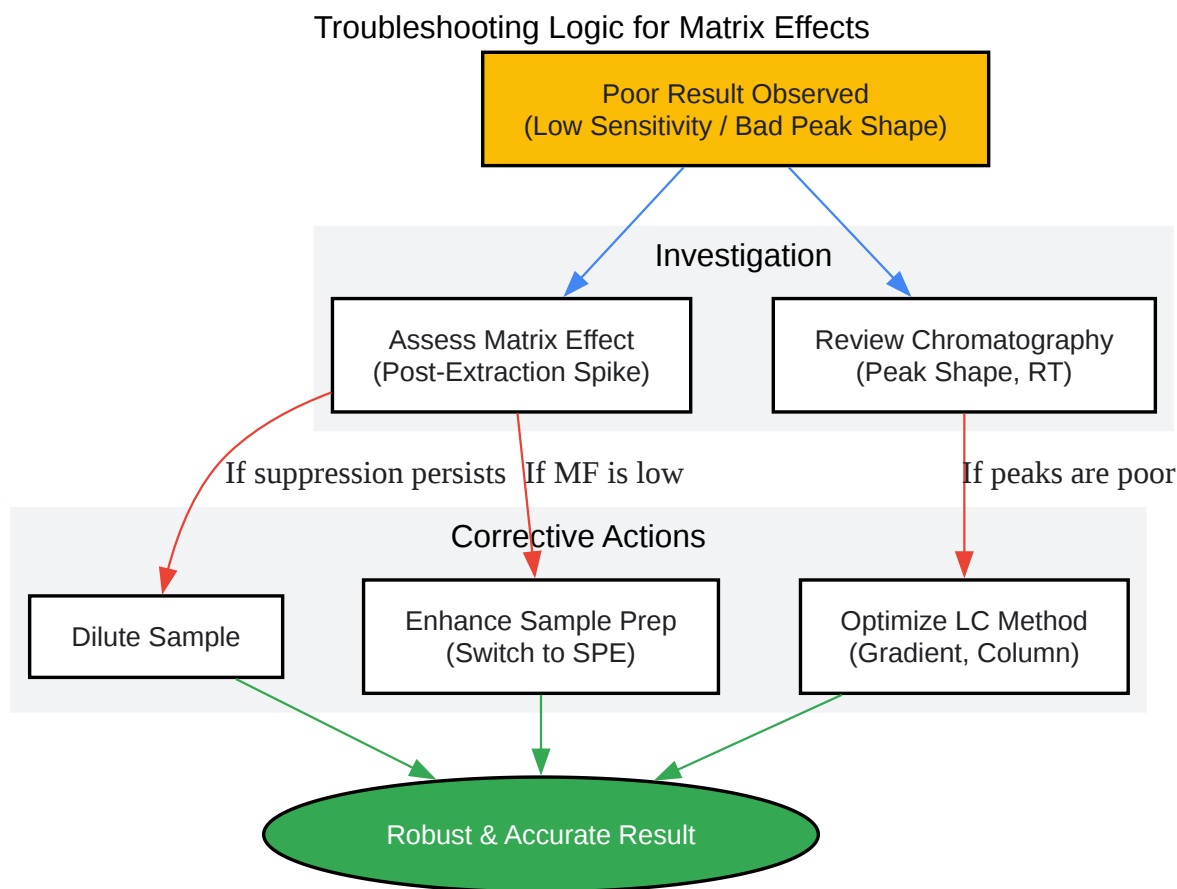 Troubleshooting Logic for Matrix Effects
Poor Result Observed
(Low Sensitivity / Bad Peak Shape)
Investigation
Assess Matrix Effect
(Post-Extraction Spike)
Review Chromatography
(Peak Shape, RT)
If suppression persists
If MF is low
If peaks are poor
Corrective Actions
Dilute Sample
Enhance Sample Prep
(Switch to SPE)
Optimize LC Method
(Gradient, Column)
Robust & Accurate Result